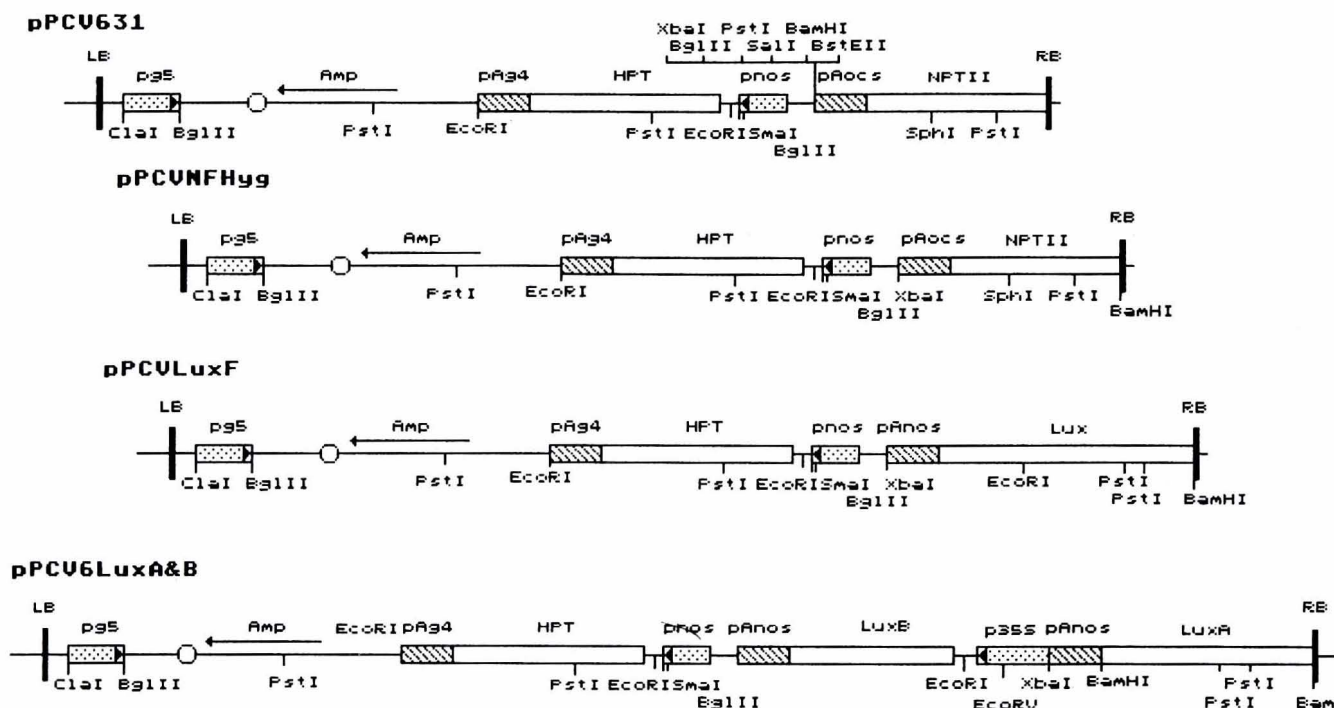 pPCV631
XbaI PstI BamHI
BglII SalI BstEII
LB pg5 Amp pAg4 HPT pnos pAocs NPTII RB
ClaI BglII PstI EcoRI PstI EcoRI SmaI SphI PstI
BglII
pPCVNFHyg
LB pg5 Amp pAg4 HPT pnos pAocs NPTII RB
ClaI BglII PstI EcoRI PstI EcoRI SmaI XbaI SphI PstI
BglII BamHI
pPCVLuxF
LB pg5 Amp pAg4 HPT pnos pAnos Lux RB
ClaI BglII PstI EcoRI PstI EcoRI SmaI XbaI EcoRI PstI
BglII PstI BamHI
pPCV6LuxA&B
LB pg5 Amp EcoRI pAg4 HPT pnos pAnos LuxB p35S pAnos LuxA RB
ClaI BglII PstI PstI EcoRI SmaI EcoRI XbaI BamHI PstI
BglII EcoRV PstI Bam